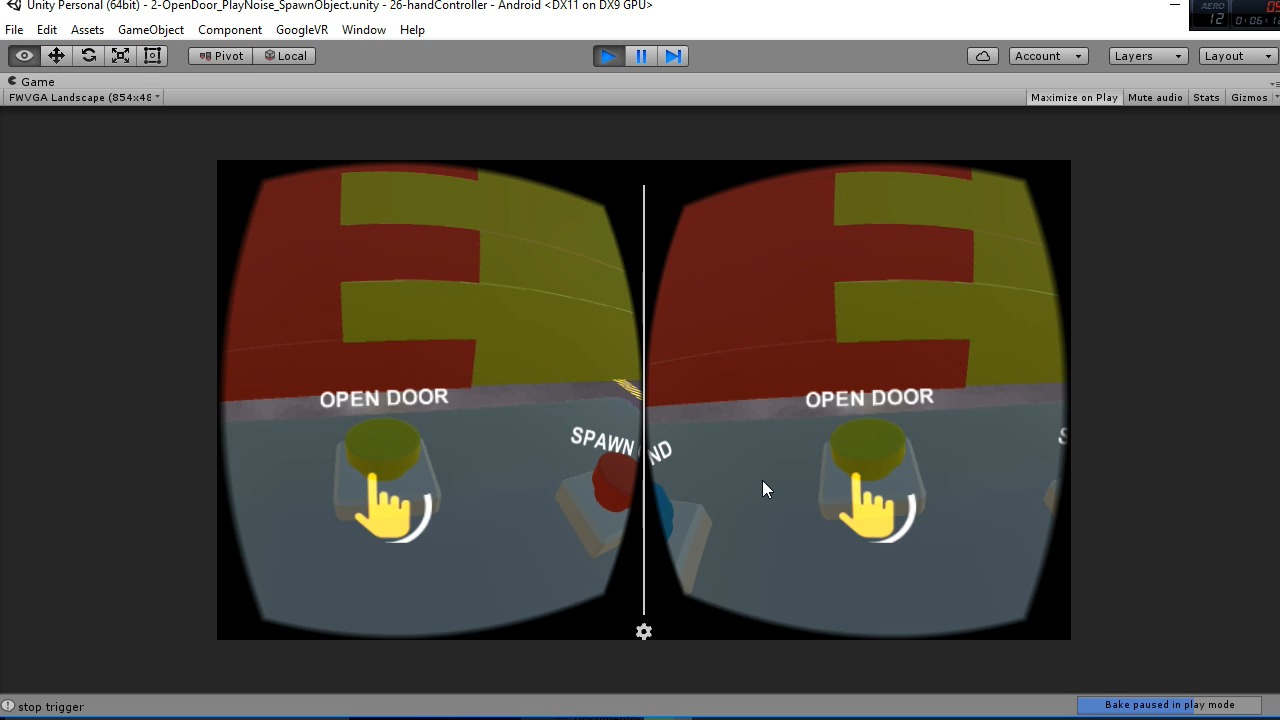 Unity Personal (64bit) - 2-OpenDoor_PlayNoise_SpawnObject.unity - 26-handController - Android <DX11 on DX9 GPU>
AERO
12
File Edit Assets GameObject Component GoogleVR Window Help
Pivot Local Account Layers Layout
Game
FWVGA Landscape (854x48 Maximize on Play Mute audio Stats Gizmos
OPEN DOOR OPEN DOOR
SPAWN
stop trigger Bake paused in play mode